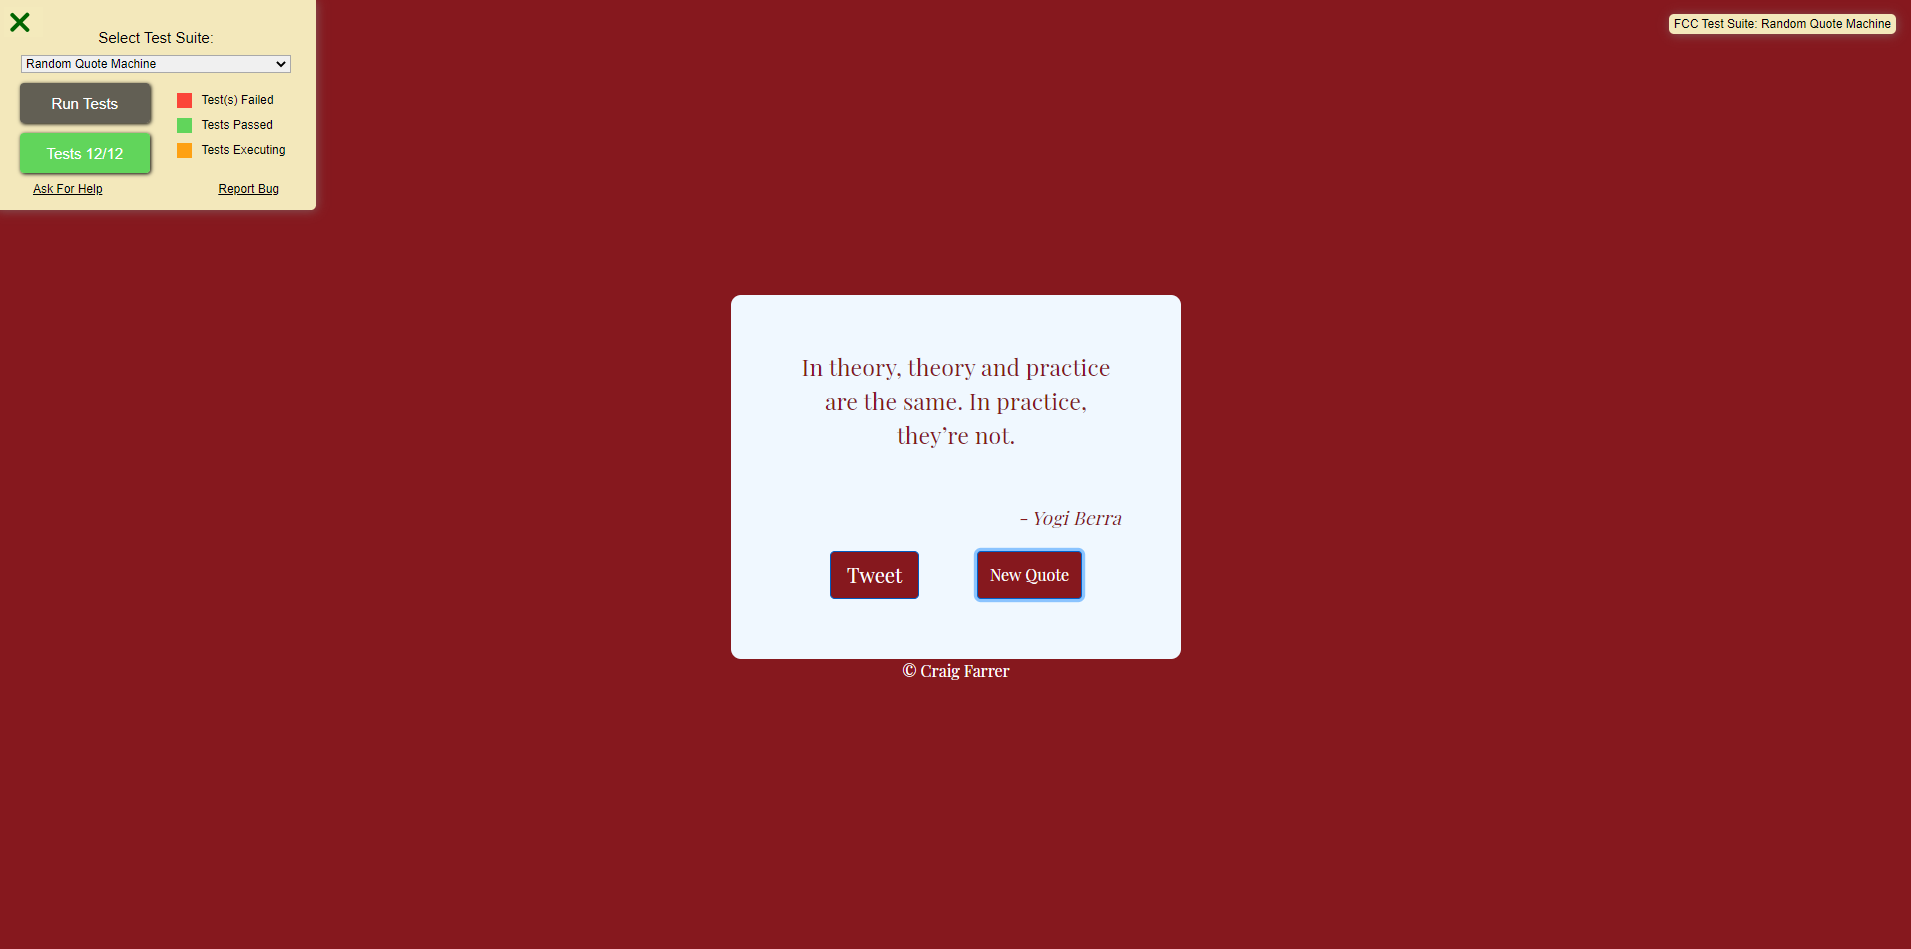 Select Test Suite:
Random Quote Machine
Run Tests
Tests 12/12
Test(s) Failed
Tests Passed
Tests Executing
Ask For Help
Report Bug
FCC Test Suite: Random Quote Machine
In theory, theory and practice
are the same. In practice,
they’re not.
- Yogi Berra
Tweet
New Quote
© Craig Farrer